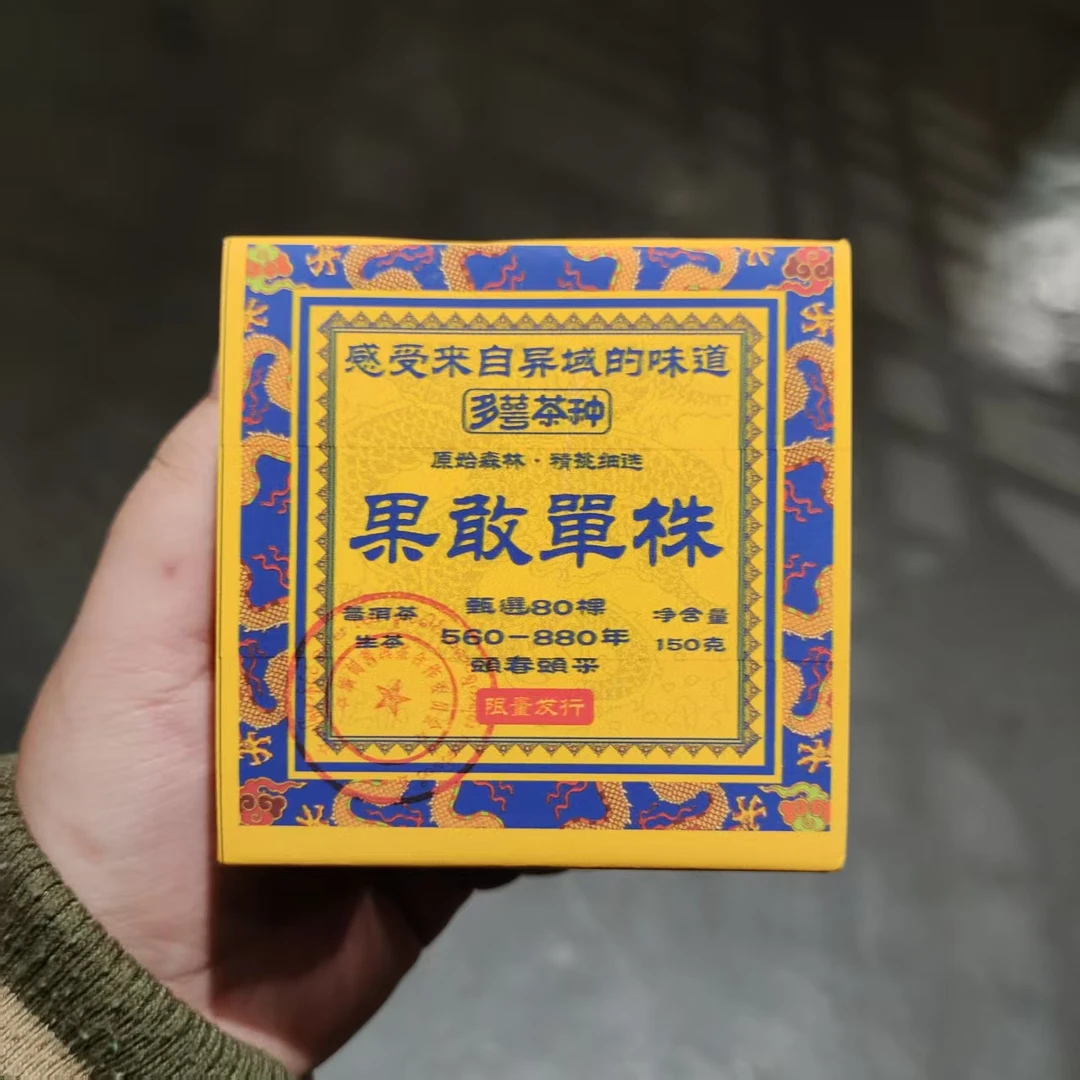 感受来自异域的味道
多萼茶种
原始森林·精挑细选
果敢單株
普洱茶
生茶
甄選80棵
560-880年
頭春頭采
净含量
150克
限量发行